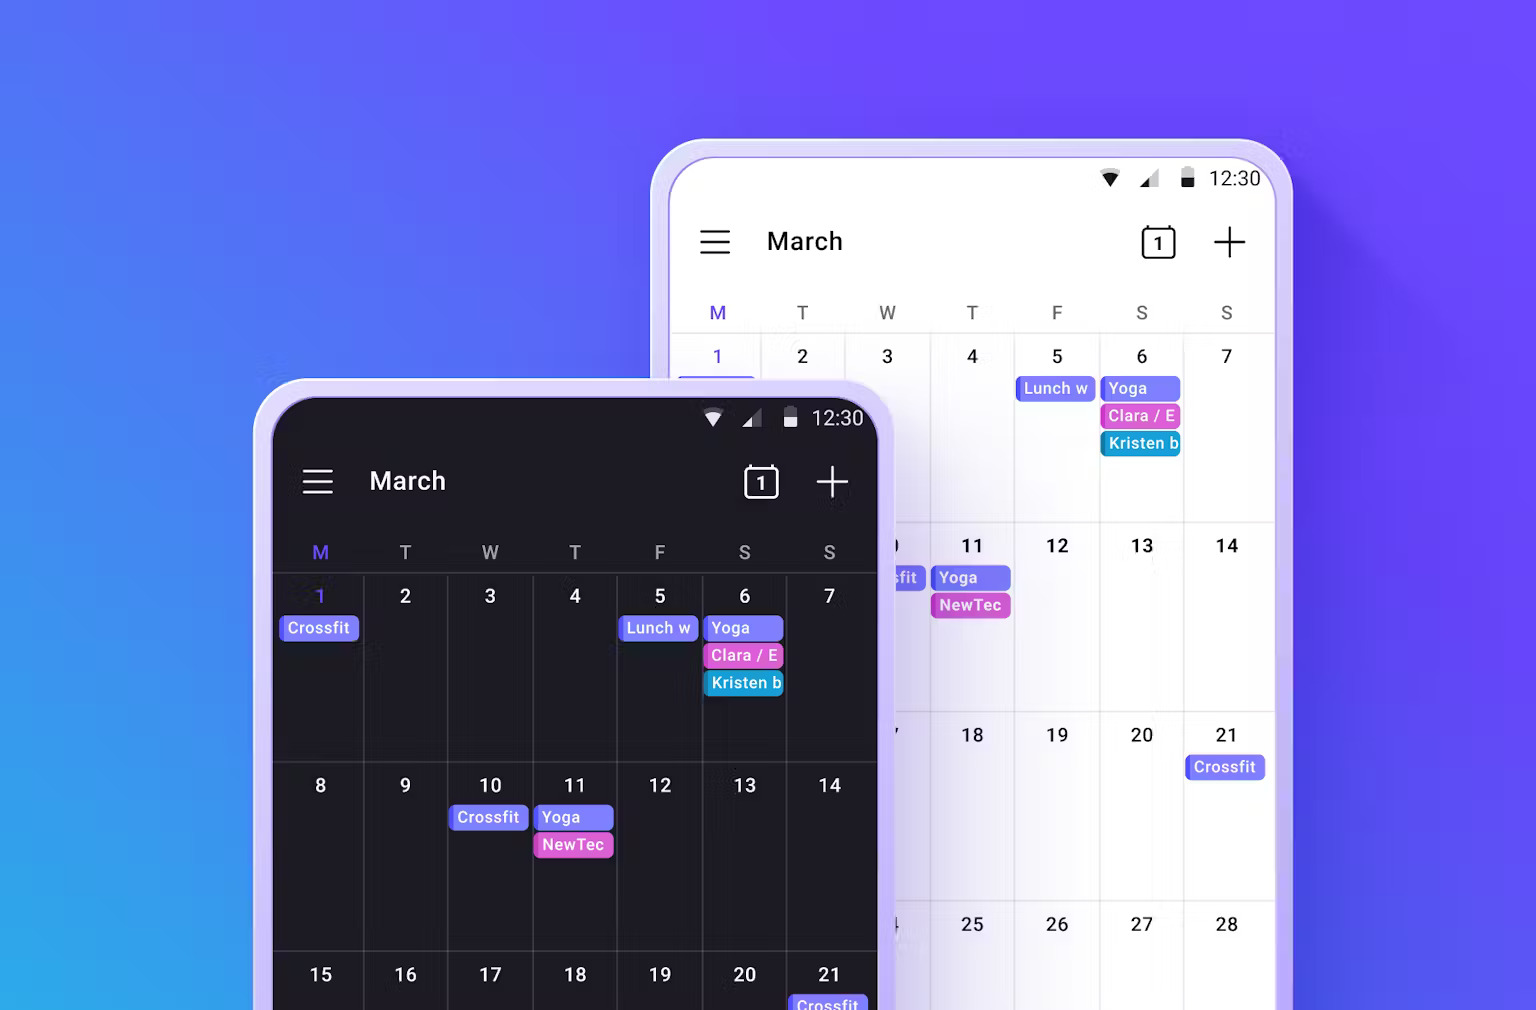 12:30
March
1
M T W T F S S
1 2 3 4 5 6 7
Lunch w Yoga
Clara / E
Kristen b
11 12 13 14
Yoga
NewTec
18 19 20 21
Crossfit
25 26 27 28
12:30
March
1
M T W T F S S
1 2 3 4 5 6 7
Crossfit Lunch w Yoga
Clara / E
Kristen b
8 9 10 11 12 13 14
Crossfit Yoga
NewTec
15 16 17 18 19 20 21
Crossfit